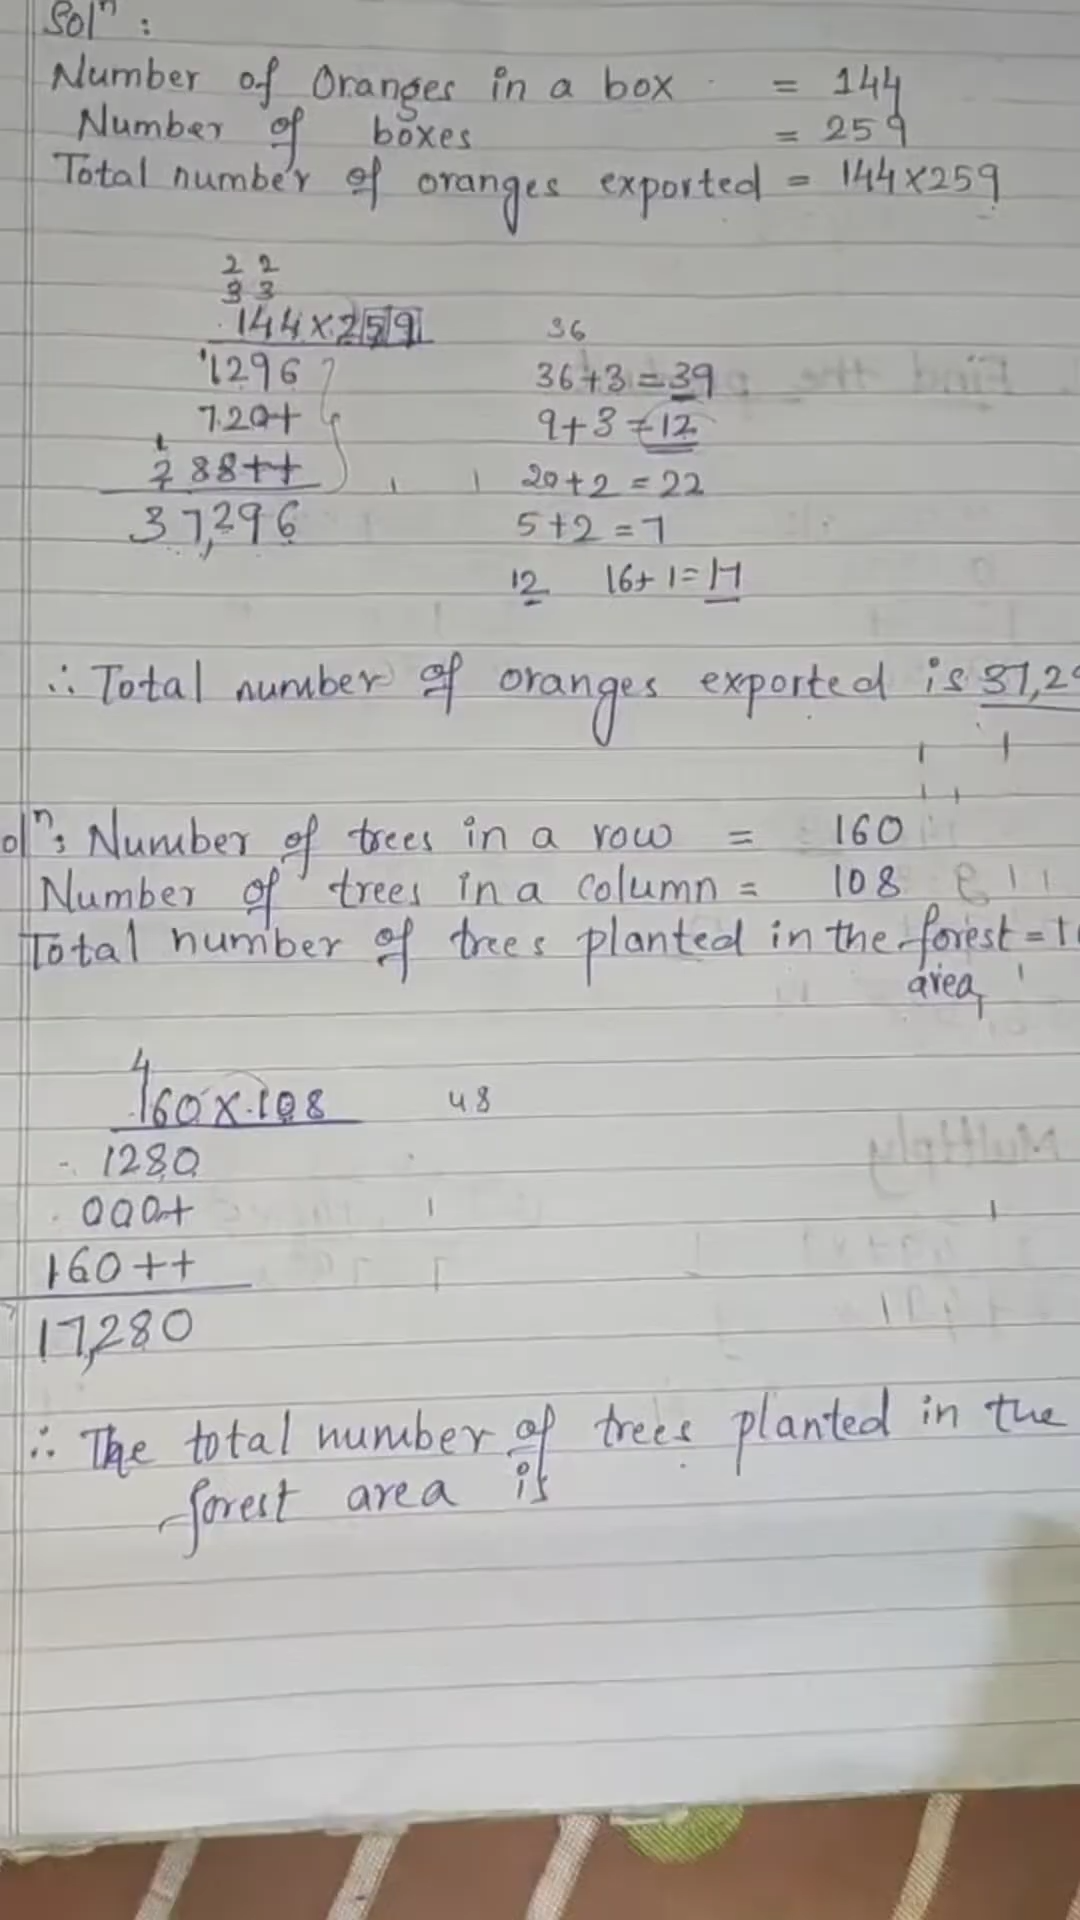 Solⁿ :
Number of Oranges in a box = 144
Number of boxes = 259
Total number of oranges exported = 144×259
2 2
3 3
144×259
36
1296
36+3=39
720+
9+3=12
288++
20+2=22
37,296
5+2=7
12 16+1=17
∴ Total number of oranges exported is 37,29
olⁿ: Number of trees in a row = 160
Number of trees in a column = 108
Total number of trees planted in the forest = 1
area
4
160×108
48
1280
000+
160++
17,280
∴ The total number of trees planted in the
forest area is